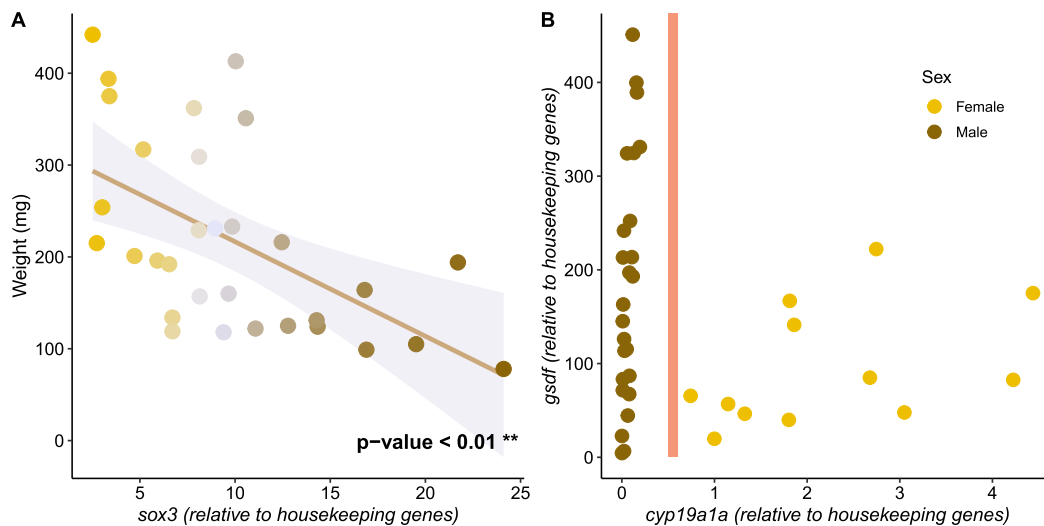 A
Weight (mg)
400
300
200
100
0
p−value < 0.01 **
5
10
15
20
25
sox3 (relative to housekeeping genes)
B
gsdf (relative to housekeeping genes)
400
300
200
100
0
Sex
Female
Male
0
1
2
3
4
cyp19a1a (relative to housekeeping genes)